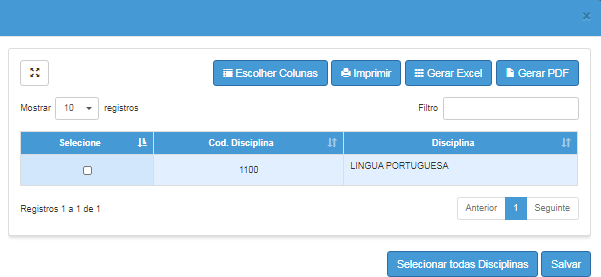 ×
Escolher Colunas Imprimir Gerar Excel Gerar PDF
Mostrar 10 registros Filtro
Selecione Cod. Disciplina Disciplina
1100 LINGUA PORTUGUESA
Registros 1 a 1 de 1 Anterior 1 Seguinte
Selecionar todas Disciplinas Salvar